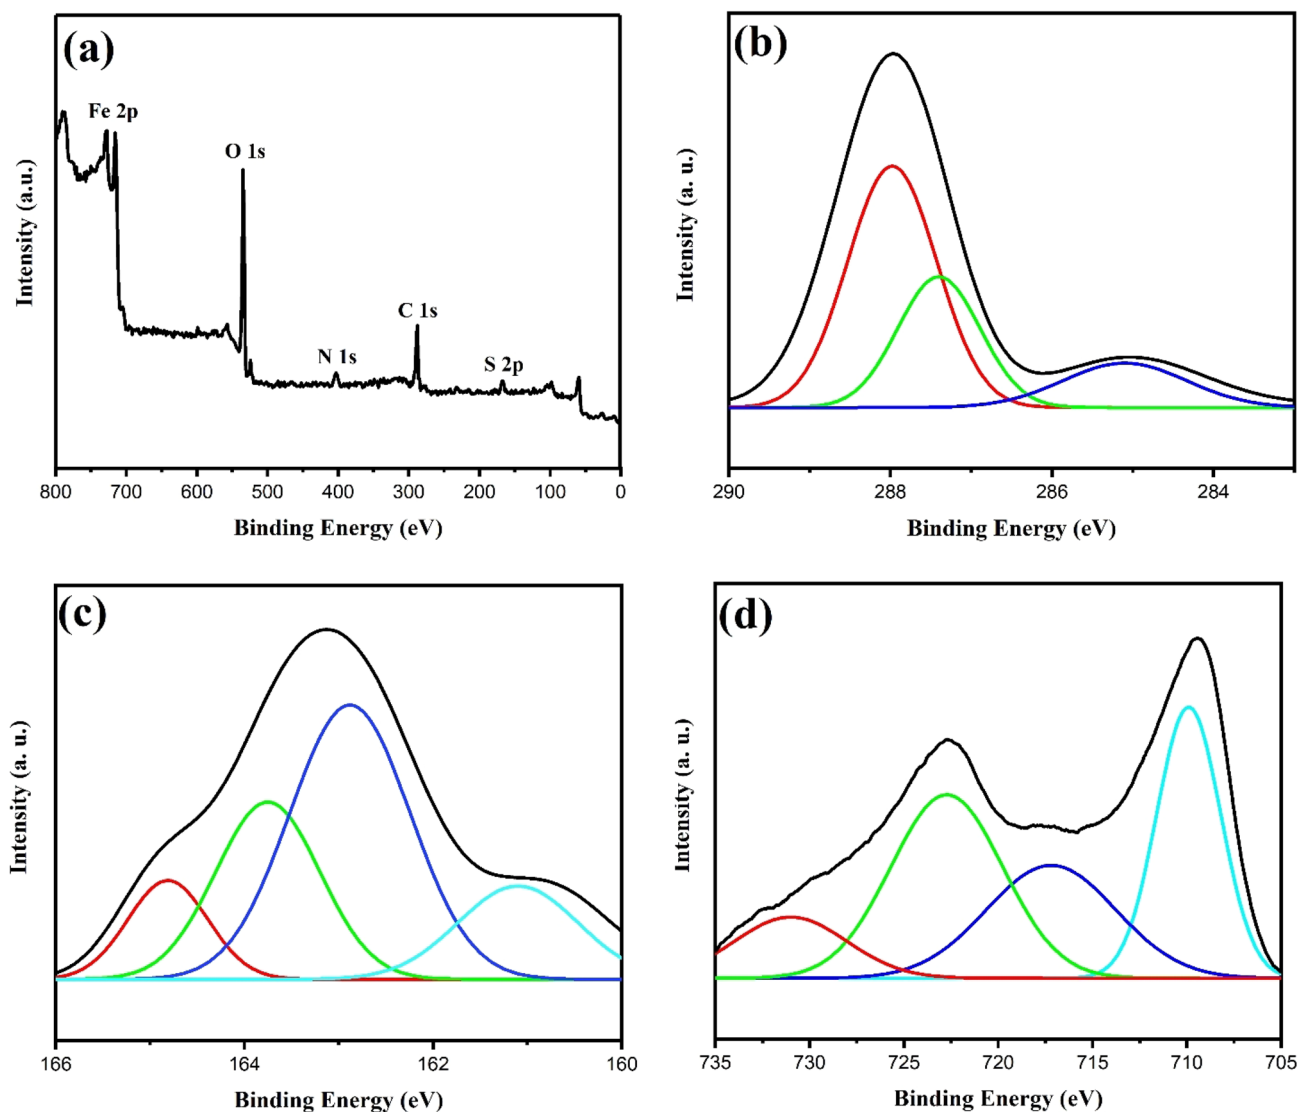 (a)
Fe 2p
O 1s
N 1s
C 1s
S 2p
Intensity (a.u.)
800 700 600 500 400 300 200 100 0
Binding Energy (eV)
(b)
Intensity (a. u.)
290 288 286 284
Binding Energy (eV)
(c)
Intensity (a. u.)
166 164 162 160
Binding Energy (eV)
(d)
Intensity (a. u.)
735 730 725 720 715 710 705
Binding Energy (eV)